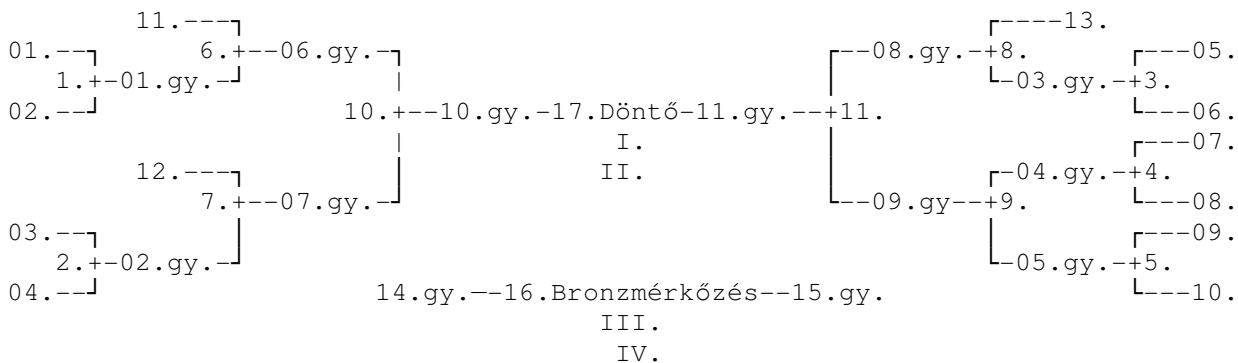 11.---┐ ┌----13.
01.--┐ 6.+--06.gy.-┐ ┌--08.gy.-+8. ┌---05.
1.+-01.gy.-┘ | │ └-03.gy.-+3.
02.--┘ 10.+--10.gy.-17.Döntő-11.gy.--+11. └---06.
| I. │ ┌---07.
12.---┐ │ II. │ ┌-04.gy.-+4.
7.+--07.gy.-┘ └--09.gy--+9. └---08.
03.--┐ │ │ ┌---09.
2.+-02.gy.-┘ └-05.gy.-+5.
04.--┘ 14.gy.--16.Bronzmérkőzés--15.gy. └---10.
III.
IV.